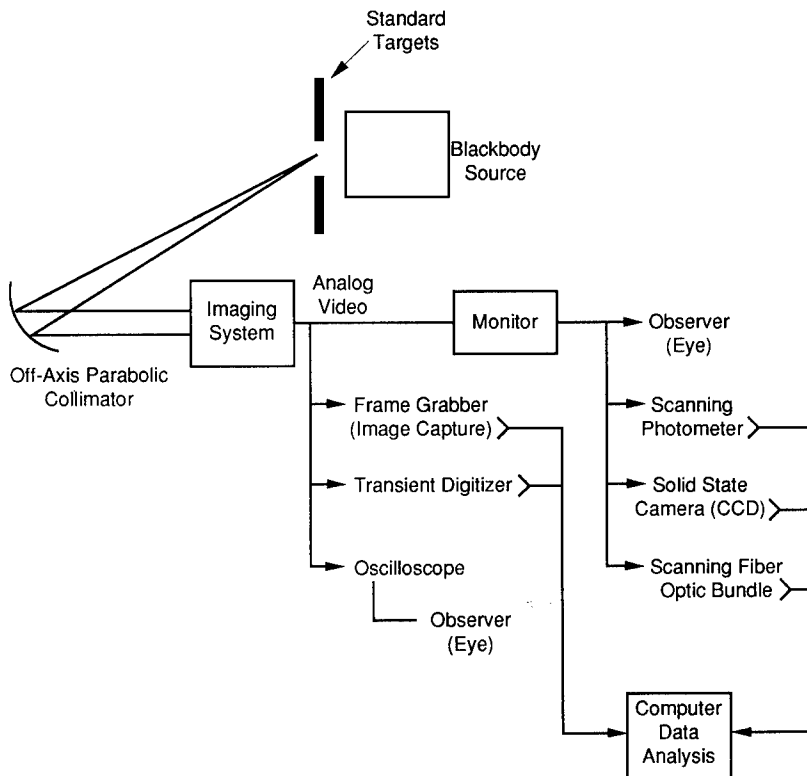 Standard
Targets
Blackbody
Source
Off-Axis Parabolic
Collimator
Imaging
System
Analog
Video
Monitor
Observer
(Eye)
Frame Grabber
(Image Capture)
Scanning
Photometer
Transient Digitizer
Solid State
Camera (CCD)
Oscilloscope
Observer
(Eye)
Scanning Fiber
Optic Bundle
Computer
Data
Analysis